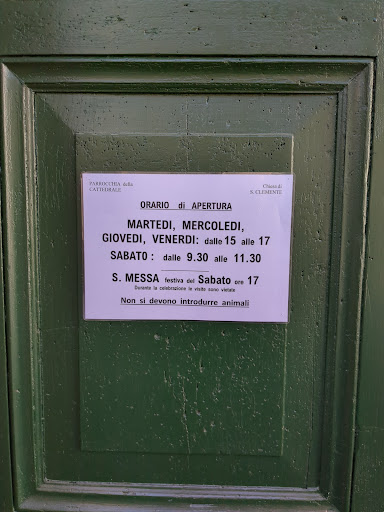 PARROCCHIA della
CATTEDRALE
Chiesa di
S. CLEMENTE
ORARIO di APERTURA
MARTEDI, MERCOLEDI,
GIOVEDI, VENERDI: dalle 15 alle 17
SABATO: dalle 9.30 alle 11.30
S. MESSA festiva del Sabato ore 17
Durante la celebrazione le visite sono vietate
Non si devono introdurre animali